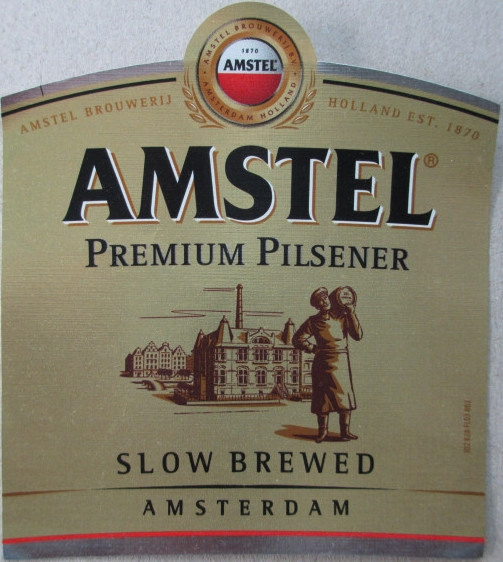 AMSTEL BROUWERIJ B.V.
1870
AMSTEL
AMSTERDAM HOLLAND
AMSTEL BROUWERIJ HOLLAND EST. 1870
AMSTEL®
PREMIUM PILSENER
SLOW BREWED
AMSTERDAM